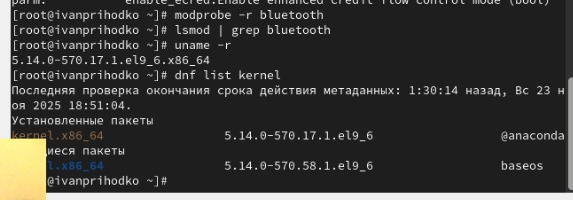 parm: enable_ecred:Enable enhanced credit flow control mode (bool)
[root@ivanprihodko ~]# modprobe -r bluetooth
[root@ivanprihodko ~]# lsmod | grep bluetooth
[root@ivanprihodko ~]# uname -r
5.14.0-570.17.1.el9_6.x86_64
[root@ivanprihodko ~]# dnf list kernel
Последняя проверка окончания срока действия метаданных: 1:30:14 назад, Вс 23 н
оя 2025 18:51:04.
Установленные пакеты
kernel.x86_64 5.14.0-570.17.1.el9_6 @anaconda
иеся пакеты
l.x86_64 5.14.0-570.58.1.el9_6 baseos
@ivanprihodko ~]#